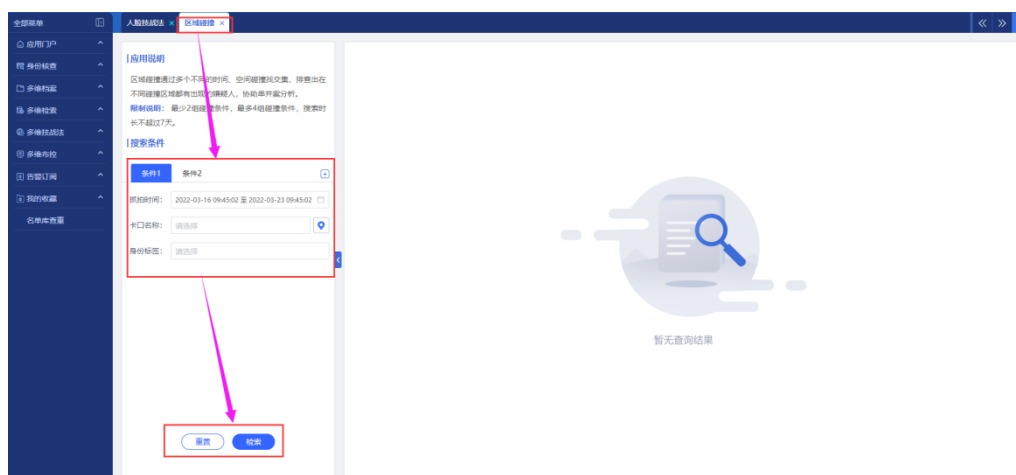 全部菜单
人脸技战法 ×
区域碰撞 ×
应用门户
身份核查
多维档案
多维检索
多维技战法
多维布控
告警订阅
我的收藏
名单库查重
应用说明
区域碰撞通过多个不同的时间、空间碰撞找交集，排查出在
不同碰撞区域都有出现的嫌疑人，协助串并案分析。
限制说明： 最少2组碰撞条件，最多4组碰撞条件，搜索时
长不超过7天。
搜索条件
条件1 条件2
抓拍时间： 2022-03-16 09:45:02 至 2022-03-23 09:45:02
卡口名称： 请选择
身份标签： 请选择
重置 检索
暂无查询结果